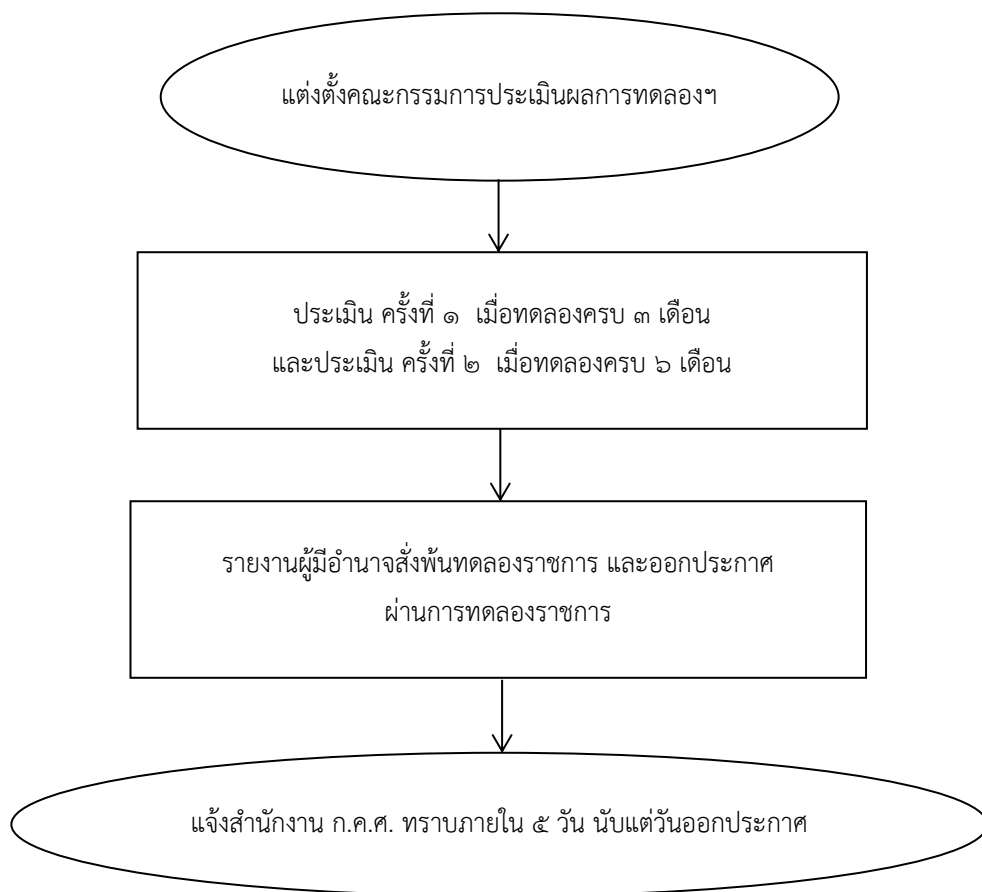 แต่งตั้งคณะกรรมการประเมินผลการทดลองฯ
ประเมิน ครั้งที่ ๑ เมื่อทดลองครบ ๓ เดือน
และประเมิน ครั้งที่ ๒ เมื่อทดลองครบ ๖ เดือน
รายงานผู้มีอำนาจสั่งพ้นทดลองราชการ และออกประกาศ
ผ่านการทดลองราชการ
แจ้งสำนักงาน ก.ค.ศ. ทราบภายใน ๕ วัน นับแต่วันออกประกาศ